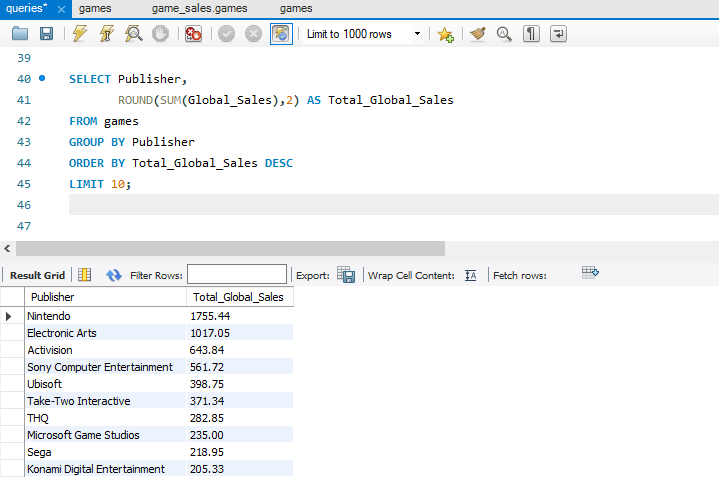 queries* games game_sales.games games
Limit to 1000 rows
39
40 SELECT Publisher,
41 ROUND(SUM(Global_Sales),2) AS Total_Global_Sales
42 FROM games
43 GROUP BY Publisher
44 ORDER BY Total_Global_Sales DESC
45 LIMIT 10;
46
47
Result Grid Filter Rows: Export: Wrap Cell Content: Fetch rows:
Publisher Total_Global_Sales
Nintendo 1755.44
Electronic Arts 1017.05
Activision 643.84
Sony Computer Entertainment 561.72
Ubisoft 398.75
Take-Two Interactive 371.34
THQ 282.85
Microsoft Game Studios 235.00
Sega 218.95
Konami Digital Entertainment 205.33